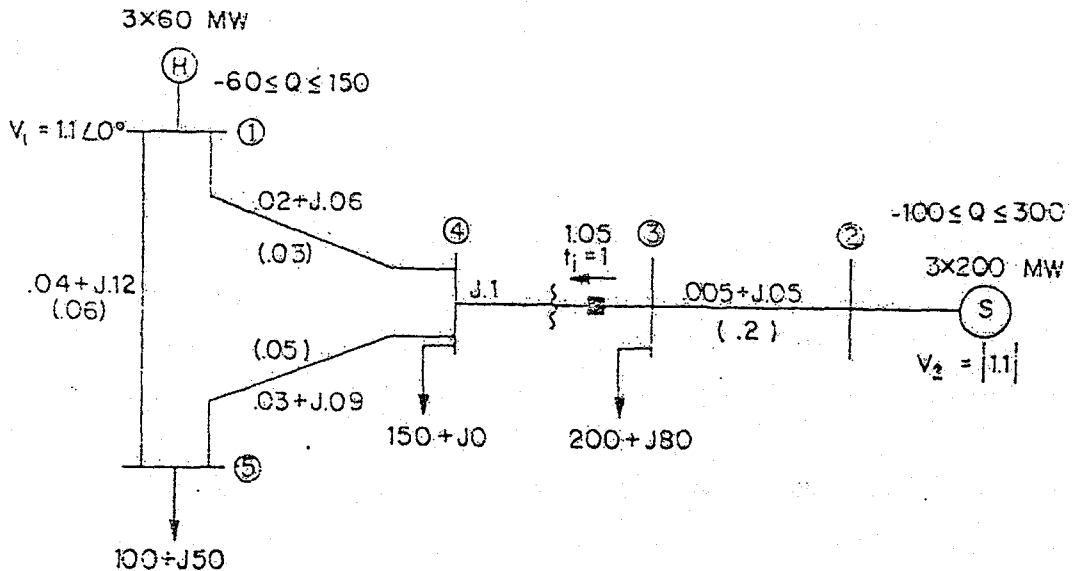 3×60 MW
H
-60≤Q≤150
V₁ = 1.1∠0°
①
.02+J.06
(.03)
④
1.05
tᵢ=1
③
-100≤Q≤300
②
3×200 MW
.04+J.12
(.06)
J.1
.005+J.05
(.2)
S
V₂ = |1.1|
(.05)
.03+J.09
150+J0
200+J80
⑤
100+J50